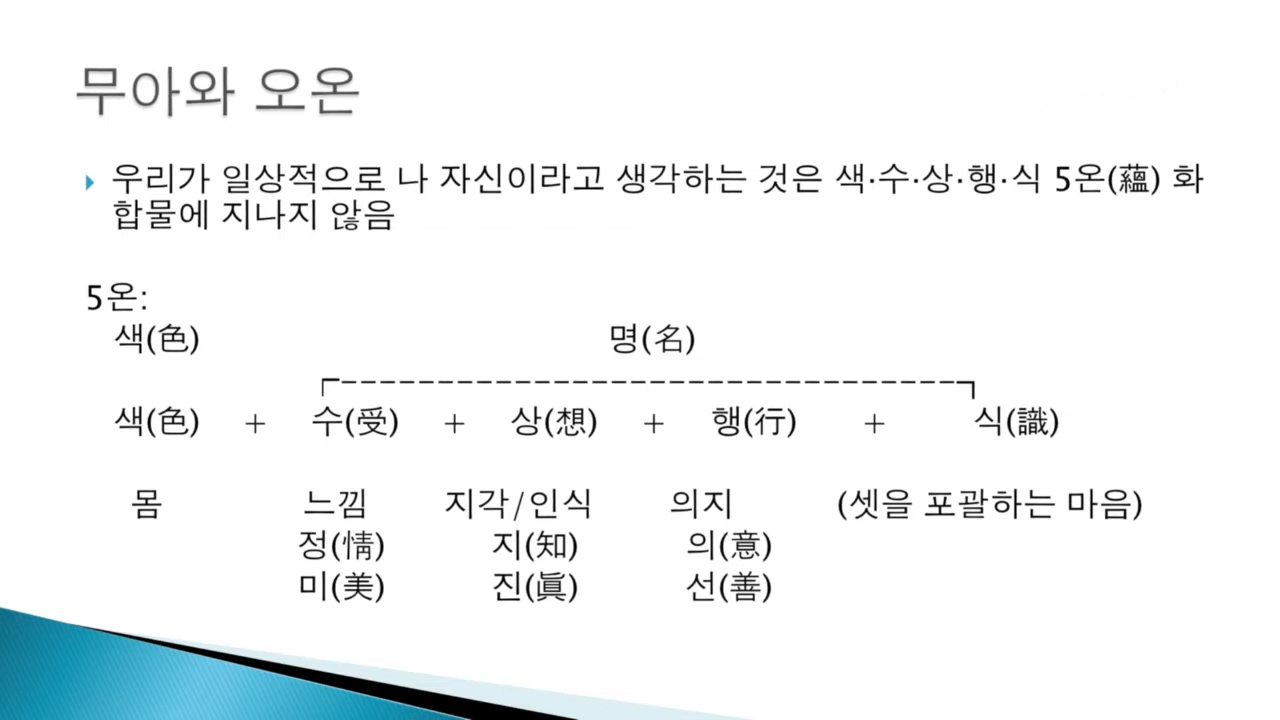 무아와 오온
우리가 일상적으로 나 자신이라고 생각하는 것은 색·수·상·행·식 5온(蘊) 화
합물에 지나지 않음
5온:
색(色) 명(名)
색(色) + 수(受) + 상(想) + 행(行) + 식(識)
몸 느낌 지각/인식 의지 (셋을 포괄하는 마음)
정(情) 지(知) 의(意)
미(美) 진(眞) 선(善)